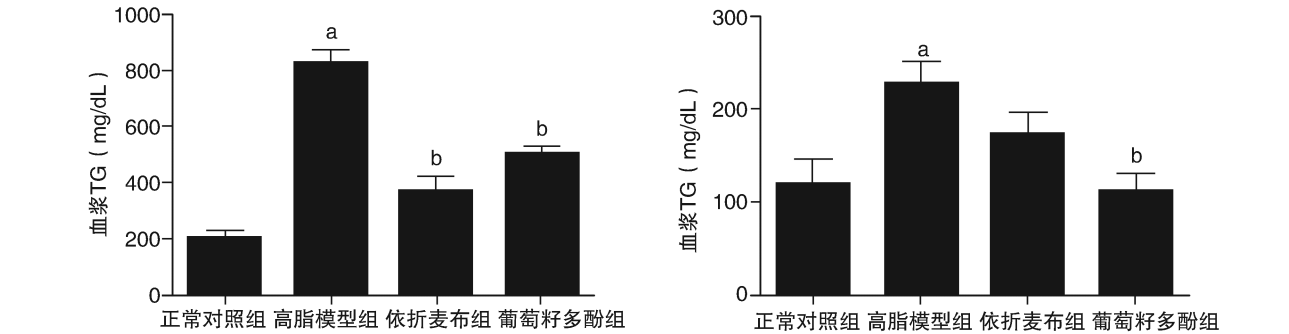 血浆TG（mg/dL）
1000
800
600
400
200
0
a
b
b
正常对照组 高脂模型组 依折麦布组 葡萄籽多酚组
血浆TG（mg/dL）
300
200
100
0
a
b
正常对照组 高脂模型组 依折麦布组 葡萄籽多酚组